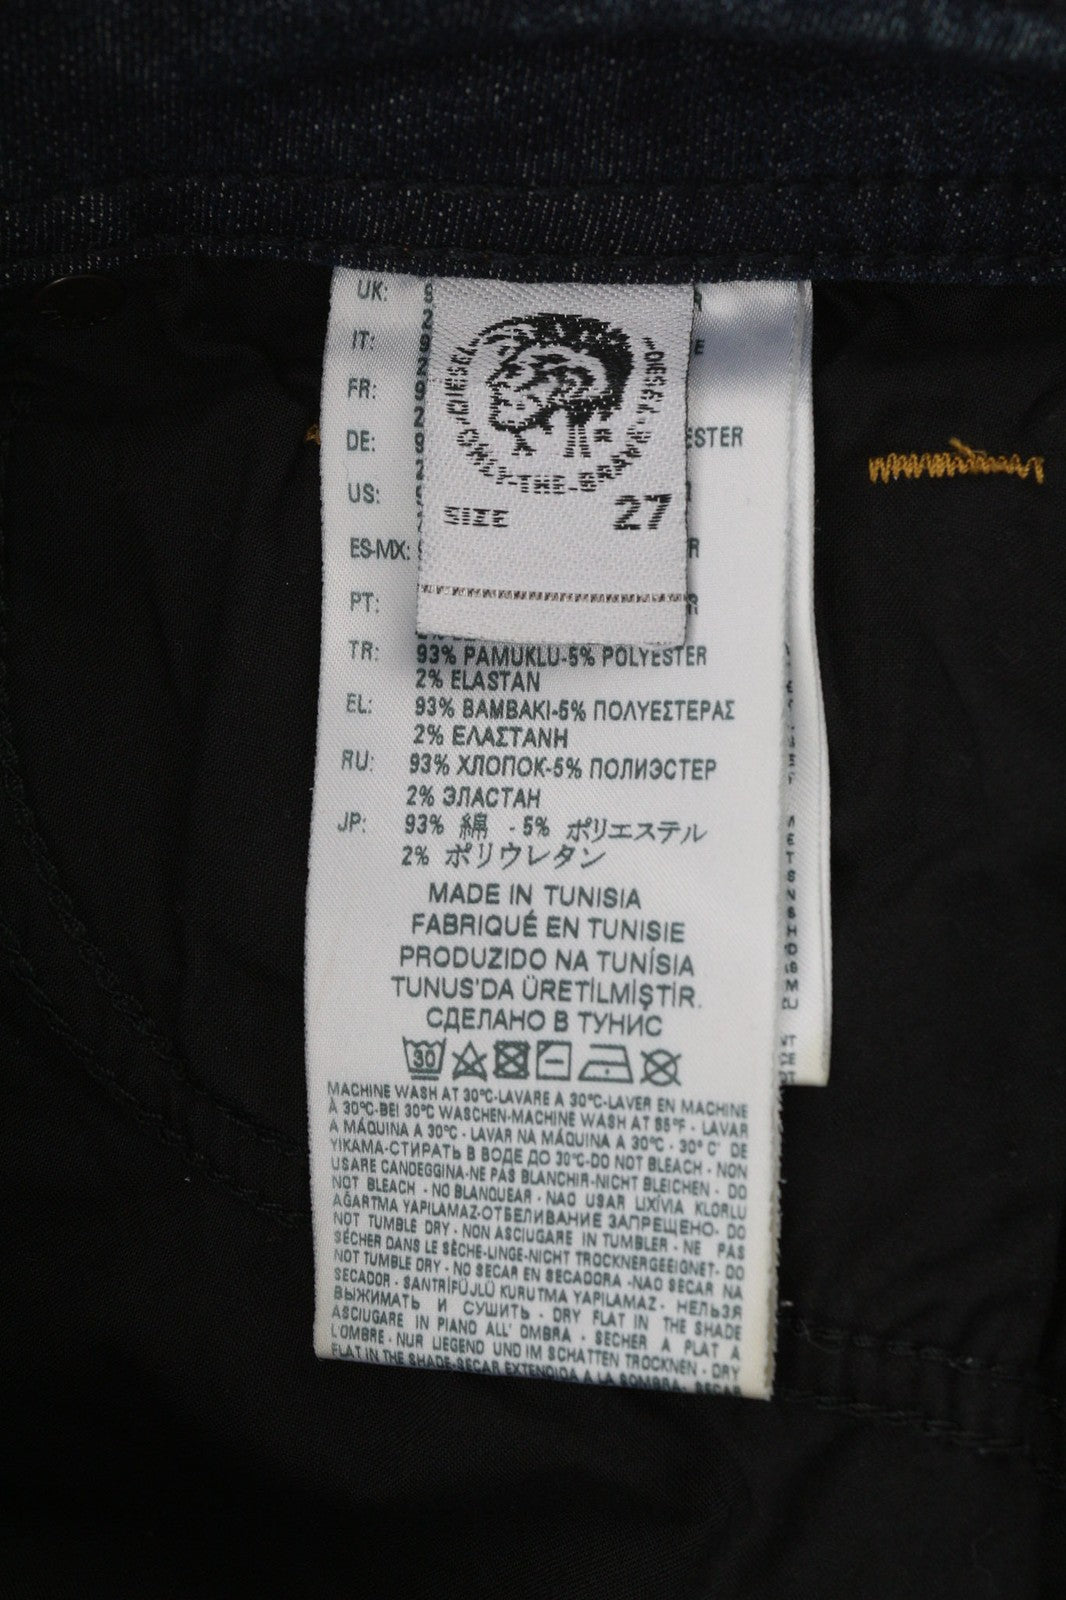 UK:
IT:
FR:
DE: ESTER
US:
ES-MX: R
PT:
DIESEL
DIESEL
ONLY-THE-BRAVE
SIZE 27
TR: 93% PAMUKLU-5% POLYESTER
2% ELASTAN
EL: 93% ΒΑΜΒΑΚΙ-5% ΠΟΛΥΕΣΤΕΡΑΣ
2% ΕΛΑΣΤΑΝΗ
RU: 93% ХЛОПОК-5% ПОЛИЭСТЕР
2% ЭЛАСТАН
JP: 93% 綿 - 5% ポリエステル
2% ポリウレタン
MADE IN TUNISIA
FABRIQUÉ EN TUNISIE
PRODUZIDO NA TUNÍSIA
TUNUS'DA ÜRETİLMİŞTİR.
СДЕЛАНО В ТУНИС
30
MACHINE WASH AT 30°C-LAVARE A 30°C-LAVER EN MACHINE
À 30°C-BEI 30°C WASCHEN-MACHINE WASH AT 85°F - LAVAR
A MÁQUINA A 30°C - LAVAR NA MÁQUINA A 30°C - 30° C' DE
YIKAMA-СТИРАТЬ В ВОДЕ ДО 30°C-DO NOT BLEACH - NON
USARE CANDEGGINA-NE PAS BLANCHIR-NICHT BLEICHEN - DO
NOT BLEACH - NO BLANQUEAR - NAO USAR LIXÍVIA KLORLU
AĞARTMA YAPILAMAZ-ОТБЕЛИВАНИЕ ЗАПРЕЩЕНО- DO
NOT TUMBLE DRY - NON ASCIUGARE IN TUMBLER - NE PAS
SÉCHER DANS LE SÈCHE-LINGE-NICHT TROCKNERGEEIGNET- DO
NOT TUMBLE DRY - NO SECAR EN SECADORA -NAO SECAR NA
SECADOR - SANTRİFÜJLÜ KURUTMA YAPILAMAZ - НЕЛЬЗЯ
ВЫЖИМАТЬ И СУШИТЬ - DRY FLAT IN THE SHADE
ASCIUGARE IN PIANO ALL' OMBRA - SECHER A PLAT A
L'OMBRE - NUR LIEGEND UND IM SCHATTEN TROCKNEN - DRY
FLAT IN THE SHADE-SECAR EXTENDIDA A LA SOMBRA. SECAR